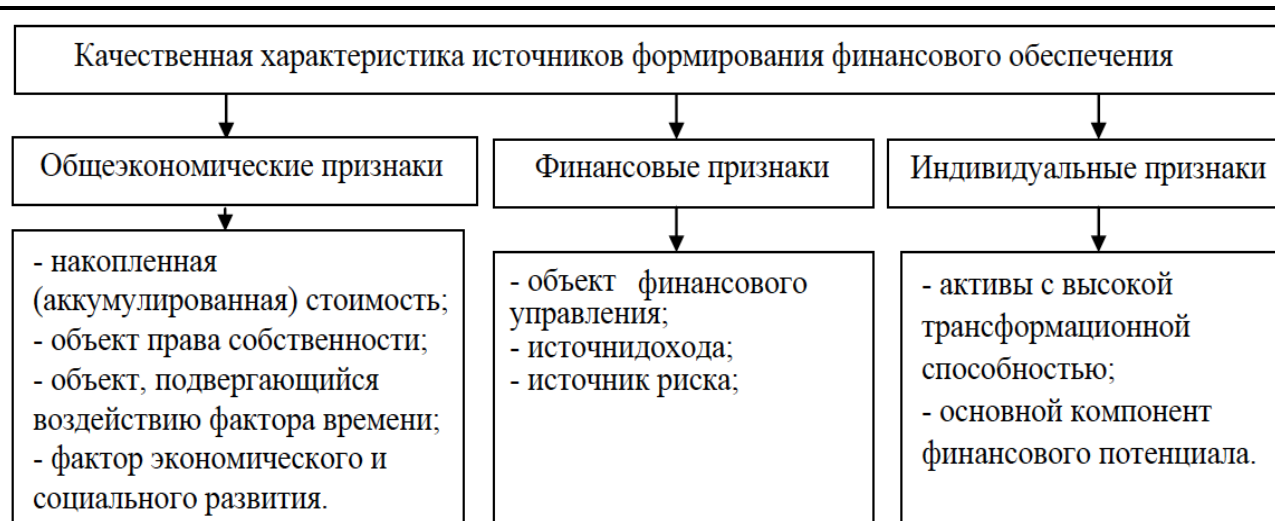 Качественная характеристика источников формирования финансового обеспечения
Общеэкономические признаки
Финансовые признаки
Индивидуальные признаки
- накопленная
(аккумулированная) стоимость;
- объект права собственности;
- объект, подвергающийся
воздействию фактора времени;
- фактор экономического и
социального развития.
- объект финансового
управления;
- источнидохода;
- источник риска;
- активы с высокой
трансформационной
способностью;
- основной компонент
финансового потенциала.